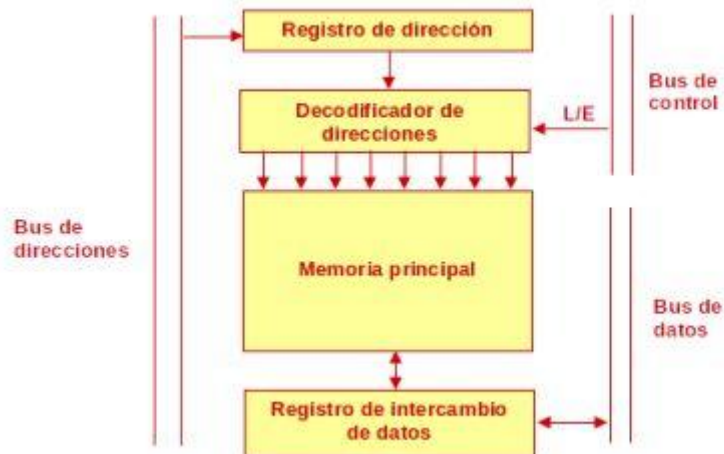 Registro de dirección
Bus de
control
Decodificador de
direcciones
L/E
Bus de
direcciones
Memoria principal
Bus de
datos
Registro de intercambio
de datos